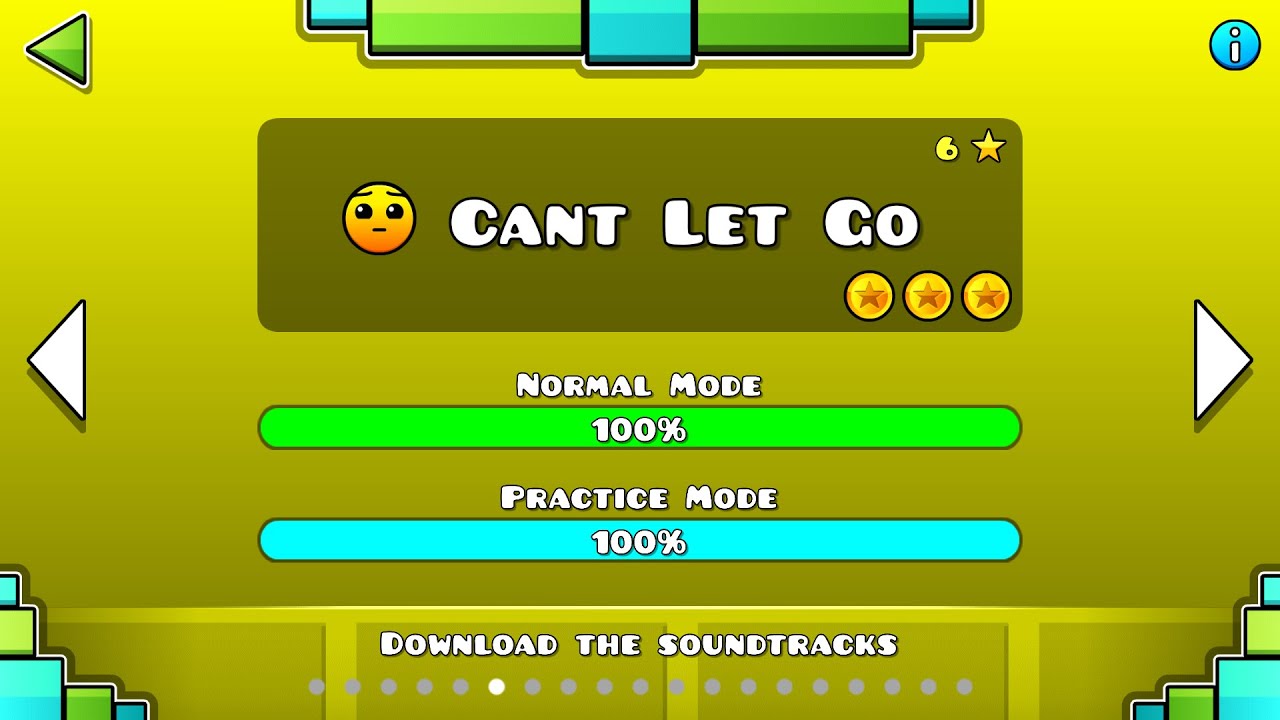 6
Cant Let Go
Normal Mode
100%
Practice Mode
100%
Download the soundtracks